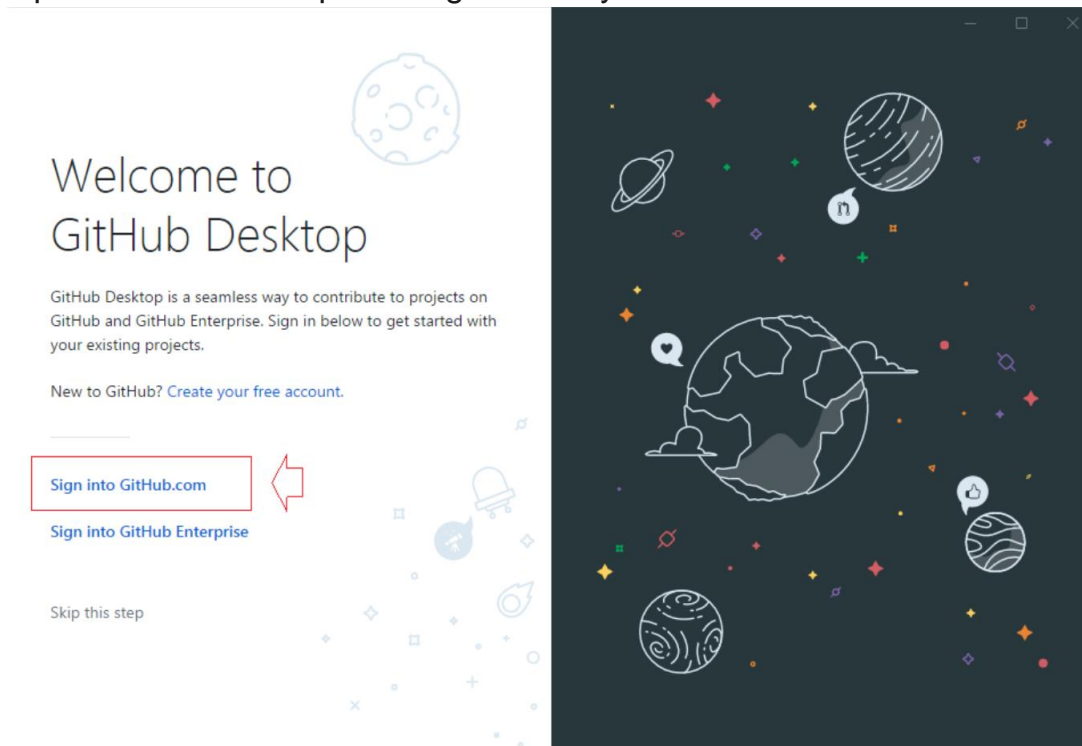 Welcome to
GitHub Desktop
GitHub Desktop is a seamless way to contribute to projects on
GitHub and GitHub Enterprise. Sign in below to get started with
your existing projects.
New to GitHub? Create your free account.
Sign into GitHub.com
Sign into GitHub Enterprise
Skip this step